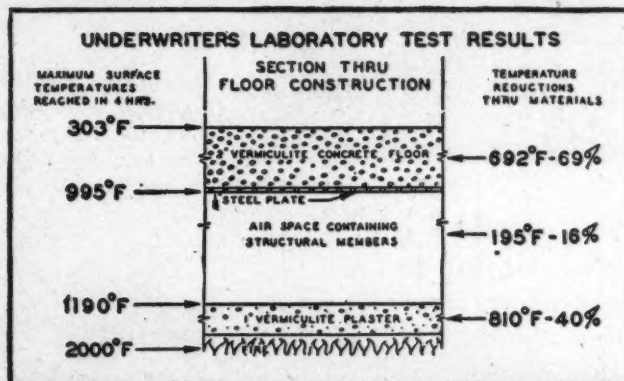 UNDERWRITERS LABORATORY TEST RESULTS
MAXIMUM SURFACE
TEMPERATURES
REACHED IN 4 HRS.
SECTION THRU
FLOOR CONSTRUCTION
TEMPERATURE
REDUCTIONS
THRU MATERIALS
303°F
2" VERMICULITE CONCRETE FLOOR
692°F-69%
995°F
STEEL PLATE
AIR SPACE CONTAINING
STRUCTURAL MEMBERS
195°F-16%
1190°F
1" VERMICULITE PLASTER
810°F-40%
2000°F
FIRE